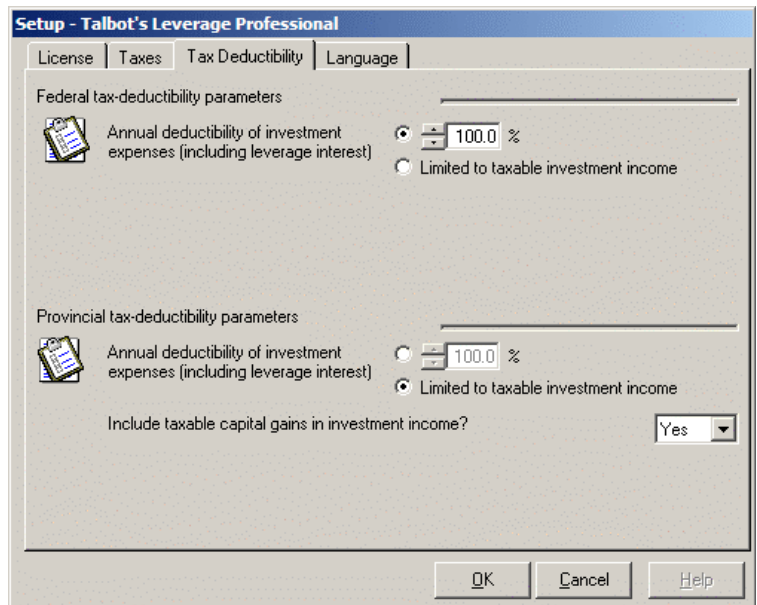 Setup - Talbot's Leverage Professional
License Taxes Tax Deductibility Language
Federal tax-deductibility parameters
Annual deductibility of investment
expenses (including leverage interest)
100.0 %
Limited to taxable investment income
Provincial tax-deductibility parameters
Annual deductibility of investment
expenses (including leverage interest)
100.0 %
Limited to taxable investment income
Include taxable capital gains in investment income?
Yes
OK Cancel Help